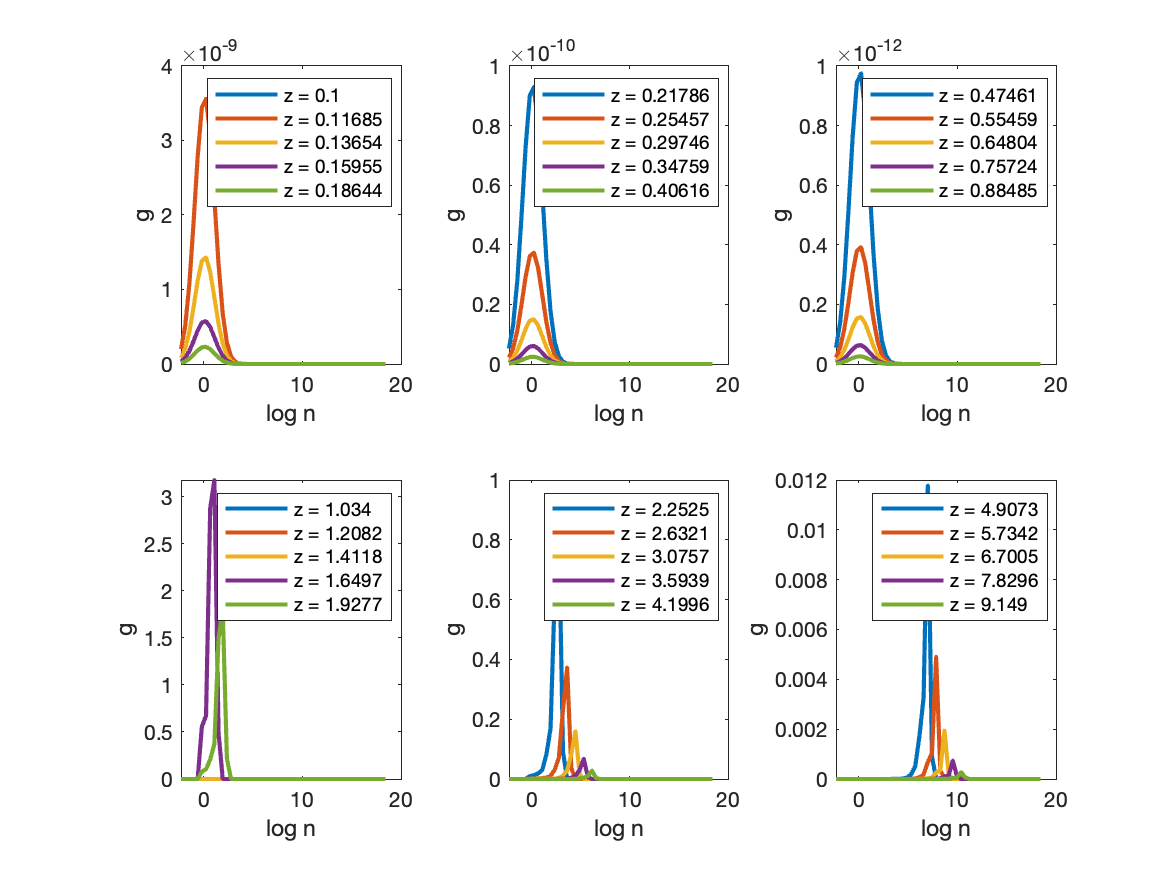 ×10-9
4
3
2
1
0
g
z = 0.1
z = 0.11685
z = 0.13654
z = 0.15955
z = 0.18644
0 10 20
log n
×10-10
1
0.8
0.6
0.4
0.2
0
g
z = 0.21786
z = 0.25457
z = 0.29746
z = 0.34759
z = 0.40616
0 10 20
log n
×10-12
1
0.8
0.6
0.4
0.2
0
g
z = 0.47461
z = 0.55459
z = 0.64804
z = 0.75724
z = 0.88485
0 10 20
log n
3
2.5
2
1.5
1
0.5
0
g
z = 1.034
z = 1.2082
z = 1.4118
z = 1.6497
z = 1.9277
0 10 20
log n
1
0.8
0.6
0.4
0.2
0
g
z = 2.2525
z = 2.6321
z = 3.0757
z = 3.5939
z = 4.1996
0 10 20
log n
0.012
0.01
0.008
0.006
0.004
0.002
0
g
z = 4.9073
z = 5.7342
z = 6.7005
z = 7.8296
z = 9.149
0 10 20
log n